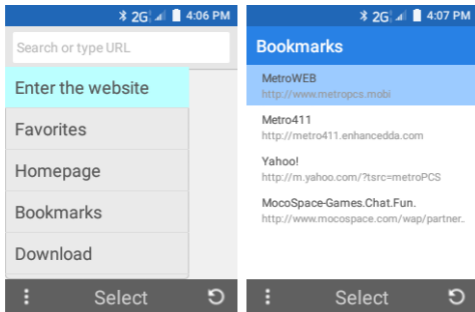 2G 4:06 PM
Search or type URL
Enter the website
Favorites
Homepage
Bookmarks
Download
Select
2G 4:07 PM
Bookmarks
MetroWEB
http://www.metropcs.mobi
Metro411
http://metro411.enhancedda.com
Yahoo!
http://m.yahoo.com/?tsrc=metroPCS
MocoSpace-Games.Chat.Fun.
http://www.mocospace.com/wap/partner..
Select